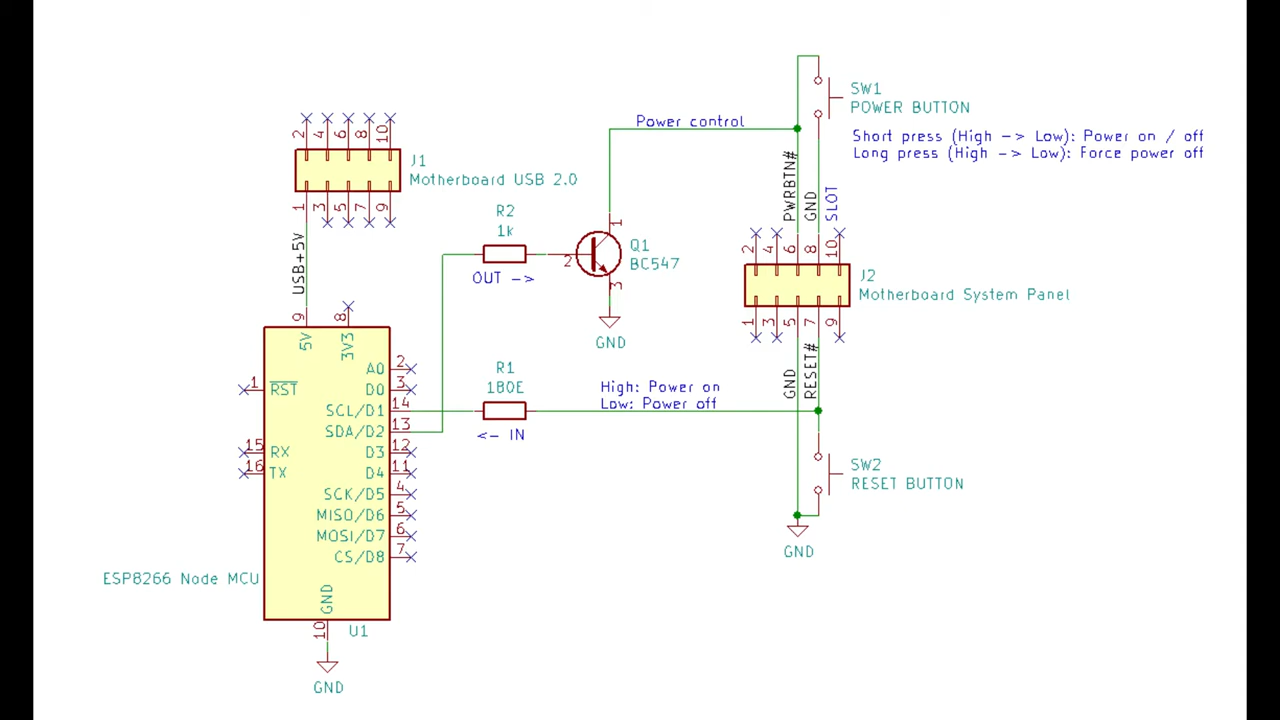 SW1
POWER BUTTON
Power control
Short press (High -> Low): Power on / off
Long press (High -> Low): Force power off
2 4 6 8 10
J1
Motherboard USB 2.0
1 3 5 7 9
USB+5V
R2
1k
OUT ->
1
2
3
Q1
BC547
GND
PWRBTN#
GND
SLOT
2 4 6 8 10
J2
Motherboard System Panel
1 3 5 7 9
GND
RESET#
9
8
5V
3V3
1
RST
15
RX
16
TX
A0
2
D0
3
SCL/D1
14
SDA/D2
13
D3
12
D4
11
SCK/D5
4
MISO/D6
5
MOSI/D7
6
CS/D8
7
R1
180E
<- IN
High: Power on
Low: Power off
SW2
RESET BUTTON
GND
ESP8266 Node MCU
GND
10
U1
GND